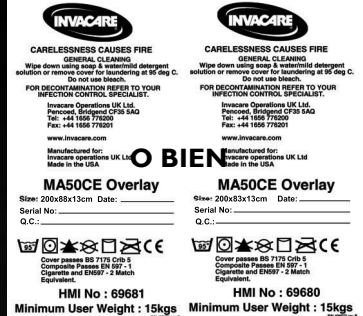 INVACARE
CARELESSNESS CAUSES FIRE
GENERAL CLEANING
Wipe down using soap & water/mild detergent
solution or remove cover for laundering at 95 deg C.
Do not use bleach.
FOR DECONTAMINATION REFER TO YOUR
INFECTION CONTROL SPECIALIST.
Invacare Operations UK Ltd.
Pencoed, Bridgend CF35 5AQ
Tel: +44 1656 776200
Fax: +44 1656 776201
www.invacare.com
Manufactured for:
Invacare operations UK Ltd
Made in the USA
MA50CE Overlay
Size: 200x88x13cm Date:
Serial No:
Q.C.:
95°
CE
Cover passes BS 7175 Crib 5
Composite Passes EN 597 - 1
Cigarette and EN597 - 2 Match
Equivalent.
HMI No : 69681
Minimum User Weight : 15kgs
O BIEN
INVACARE
CARELESSNESS CAUSES FIRE
GENERAL CLEANING
Wipe down using soap & water/mild detergent
solution or remove cover for laundering at 95 deg C.
Do not use bleach.
FOR DECONTAMINATION REFER TO YOUR
INFECTION CONTROL SPECIALIST.
Invacare Operations UK Ltd.
Pencoed, Bridgend CF35 5AQ
Tel: +44 1656 776200
Fax: +44 1656 776201
www.invacare.com
Manufactured for:
Invacare operations UK Ltd
Made in the USA
MA50CE Overlay
Size: 200x83x13cm Date:
Serial No:
Q.C.:
95°
CE
Cover passes BS 7175 Crib 5
Composite Passes EN 597 - 1
Cigarette and EN597 - 2 Match
Equivalent.
HMI No : 69680
Minimum User Weight : 15kgs